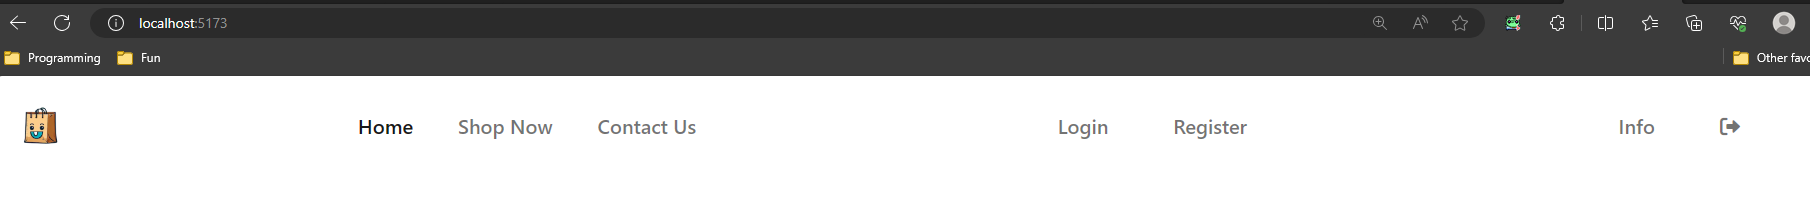 localhost:5173
Programming Fun Other favo
Home Shop Now Contact Us Login Register Info